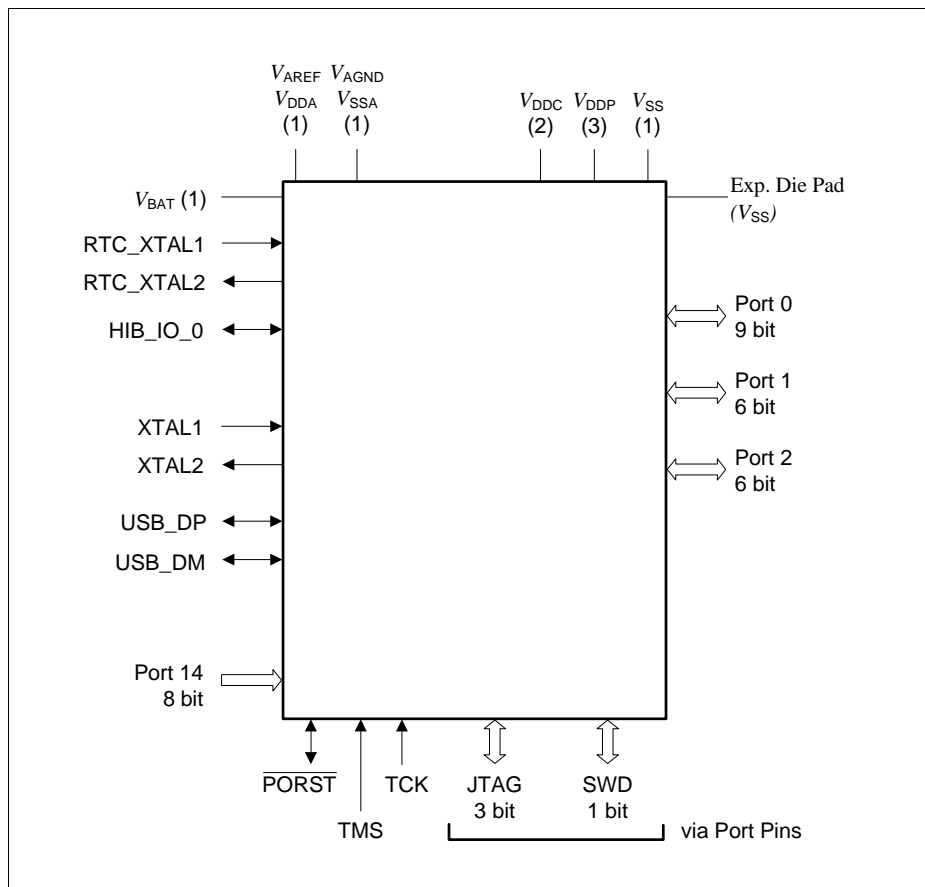 VAREF VAGND
VDDA VSSA VDDC VDDP VSS
(1) (1) (2) (3) (1)
VBAT (1)
Exp. Die Pad
(VSS)
RTC_XTAL1
RTC_XTAL2
HIB_IO_0
Port 0
9 bit
XTAL1
Port 1
6 bit
XTAL2
Port 2
6 bit
USB_DP
USB_DM
Port 14
8 bit
PORST TCK JTAG SWD
3 bit 1 bit
TMS via Port Pins